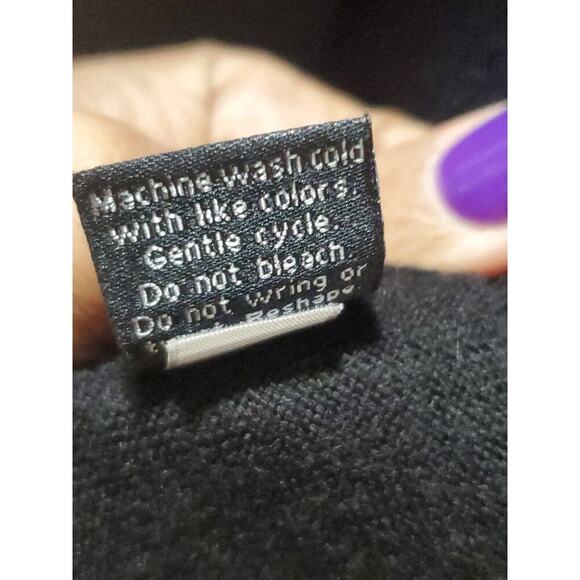 Machine wash cold
with like colors.
Gentle cycle.
Do not bleach.
Do not wring or
Reshape.